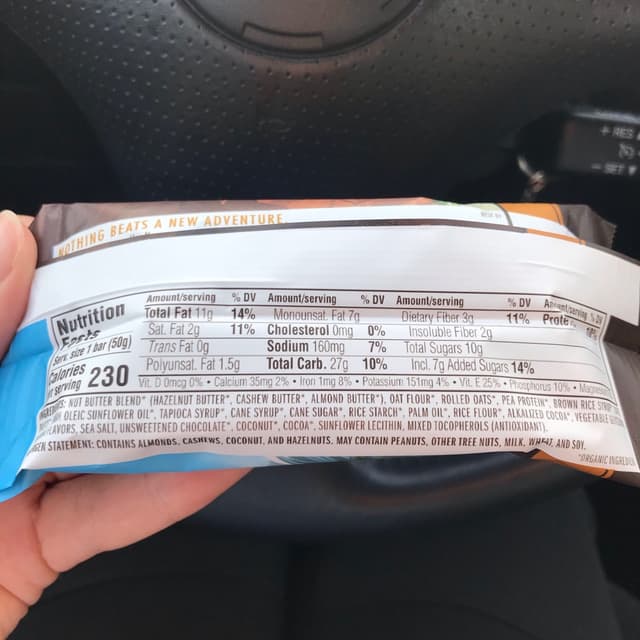 NOTHING BEATS A NEW ADVENTURE
BEST BY
+ RES
- SET
Nutrition
Facts
Serv. size 1 bar (50g)
Calories
per serving 230
Amount/serving % DV Amount/serving % DV Amount/serving % DV Amount/serving % DV
Total Fat 11g 14% Monounsat. Fat 7g Dietary Fiber 3g 11%
Sat. Fat 2g 11% Cholesterol 0mg 0% Insoluble Fiber 2g
Trans Fat 0g Sodium 160mg 7% Total Sugars 10g
Polyunsat. Fat 1.5g Total Carb. 27g 10% Incl. 7g Added Sugars 14%
Vit. D 0mcg 0% • Calcium 35mg 2% • Iron 1mg 8% • Potassium 151mg 4% • Vit. E 25% • Phosphorus 10% •
NUT BUTTER BLEND* (HAZELNUT BUTTER*, CASHEW BUTTER*, ALMOND BUTTER*), OAT FLOUR*, ROLLED OATS*, PEA PROTEIN*, BROWN RICE
OLEIC SUNFLOWER OIL*, TAPIOCA SYRUP*, CANE SYRUP*, CANE SUGAR*, RICE STARCH*, PALM OIL*, RICE FLOUR*, ALKALIZED COCOA*, VEGETABLE
SEA SALT, UNSWEETENED CHOCOLATE*, COCONUT*, COCOA*, SUNFLOWER LECITHIN, MIXED TOCOPHEROLS (ANTIOXIDANT).
STATEMENT: CONTAINS ALMONDS, CASHEWS, COCONUT, AND HAZELNUTS. MAY CONTAIN PEANUTS, OTHER TREE NUTS, MILK, WHEAT, AND SOY.
*ORGANIC